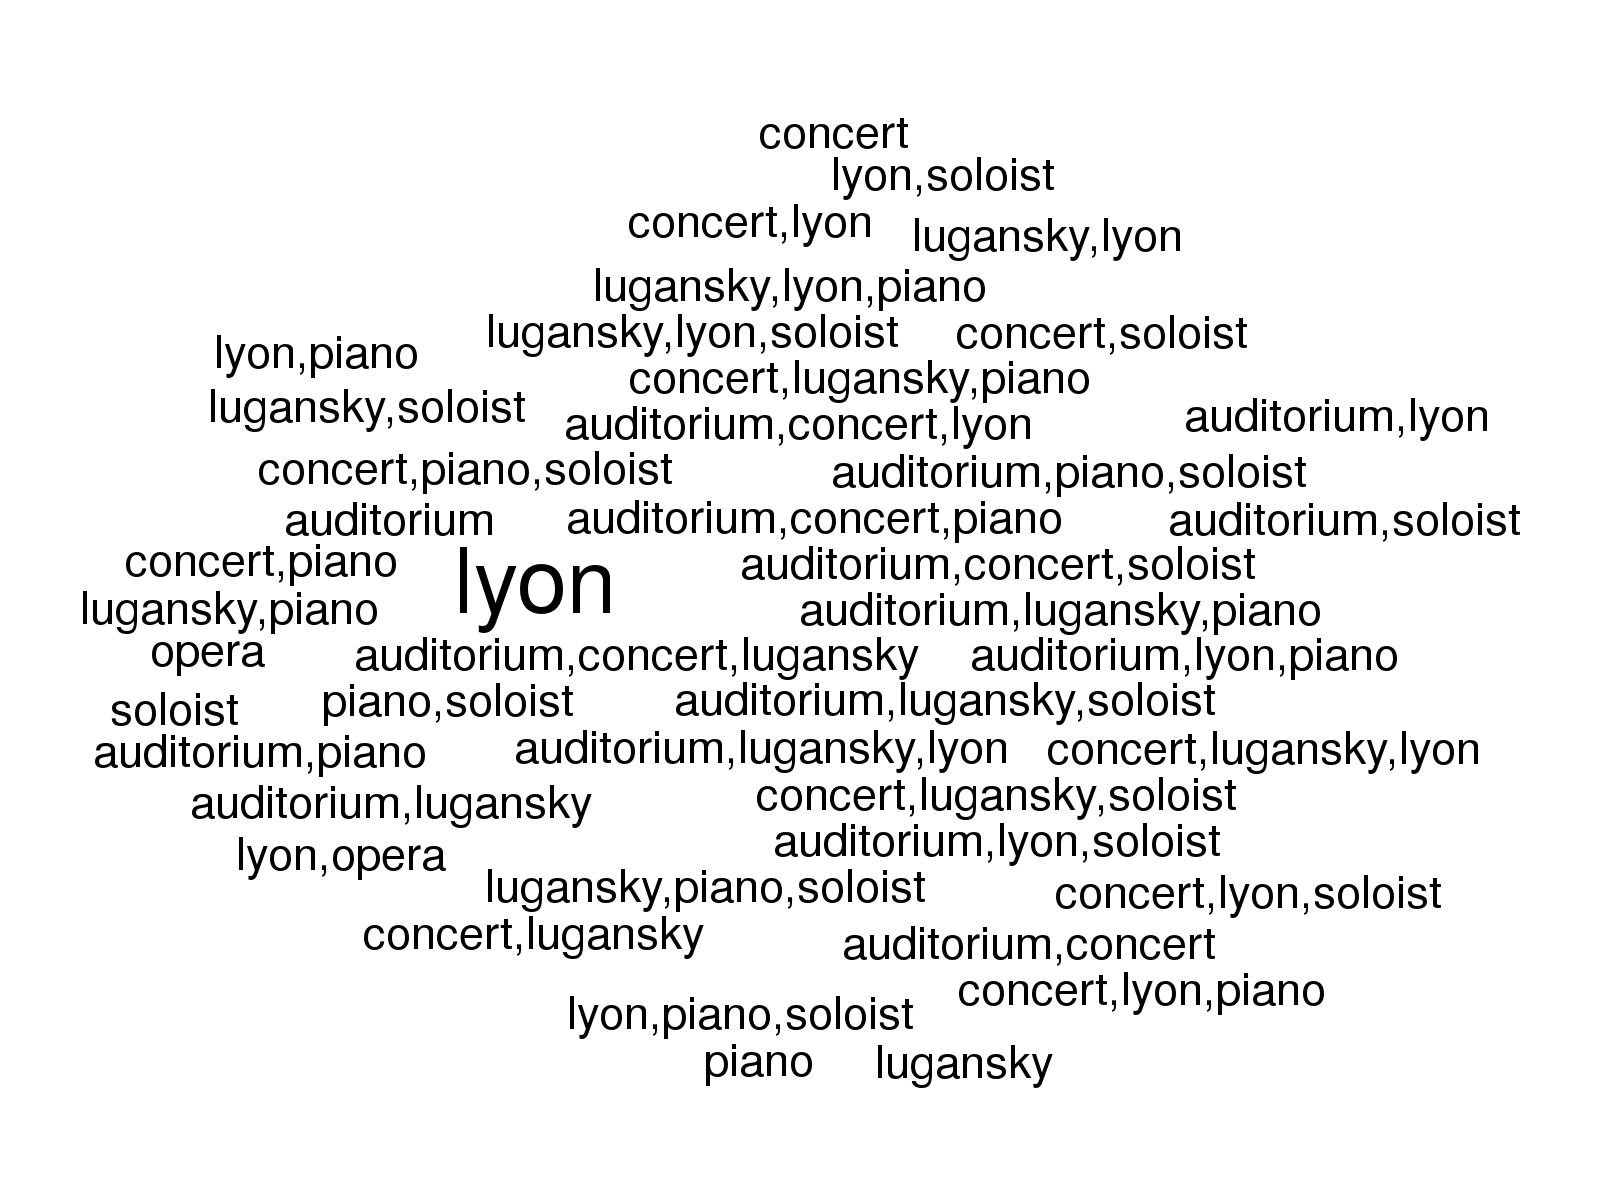 concert
lyon,soloist
concert,lyon
lugansky,lyon
lugansky,lyon,piano
lugansky,lyon,soloist
concert,soloist
lyon,piano
concert,lugansky,piano
lugansky,soloist
auditorium,concert,lyon
auditorium,lyon
concert,piano,soloist
auditorium,piano,soloist
auditorium
auditorium,concert,piano
auditorium,soloist
concert,piano
lyon
auditorium,concert,soloist
lugansky,piano
auditorium,lugansky,piano
opera
auditorium,concert,lugansky
auditorium,lyon,piano
soloist
piano,soloist
auditorium,lugansky,soloist
auditorium,piano
auditorium,lugansky,lyon
concert,lugansky,lyon
auditorium,lugansky
concert,lugansky,soloist
lyon,opera
auditorium,lyon,soloist
lugansky,piano,soloist
concert,lyon,soloist
concert,lugansky
auditorium,concert
concert,lyon,piano
lyon,piano,soloist
piano
lugansky